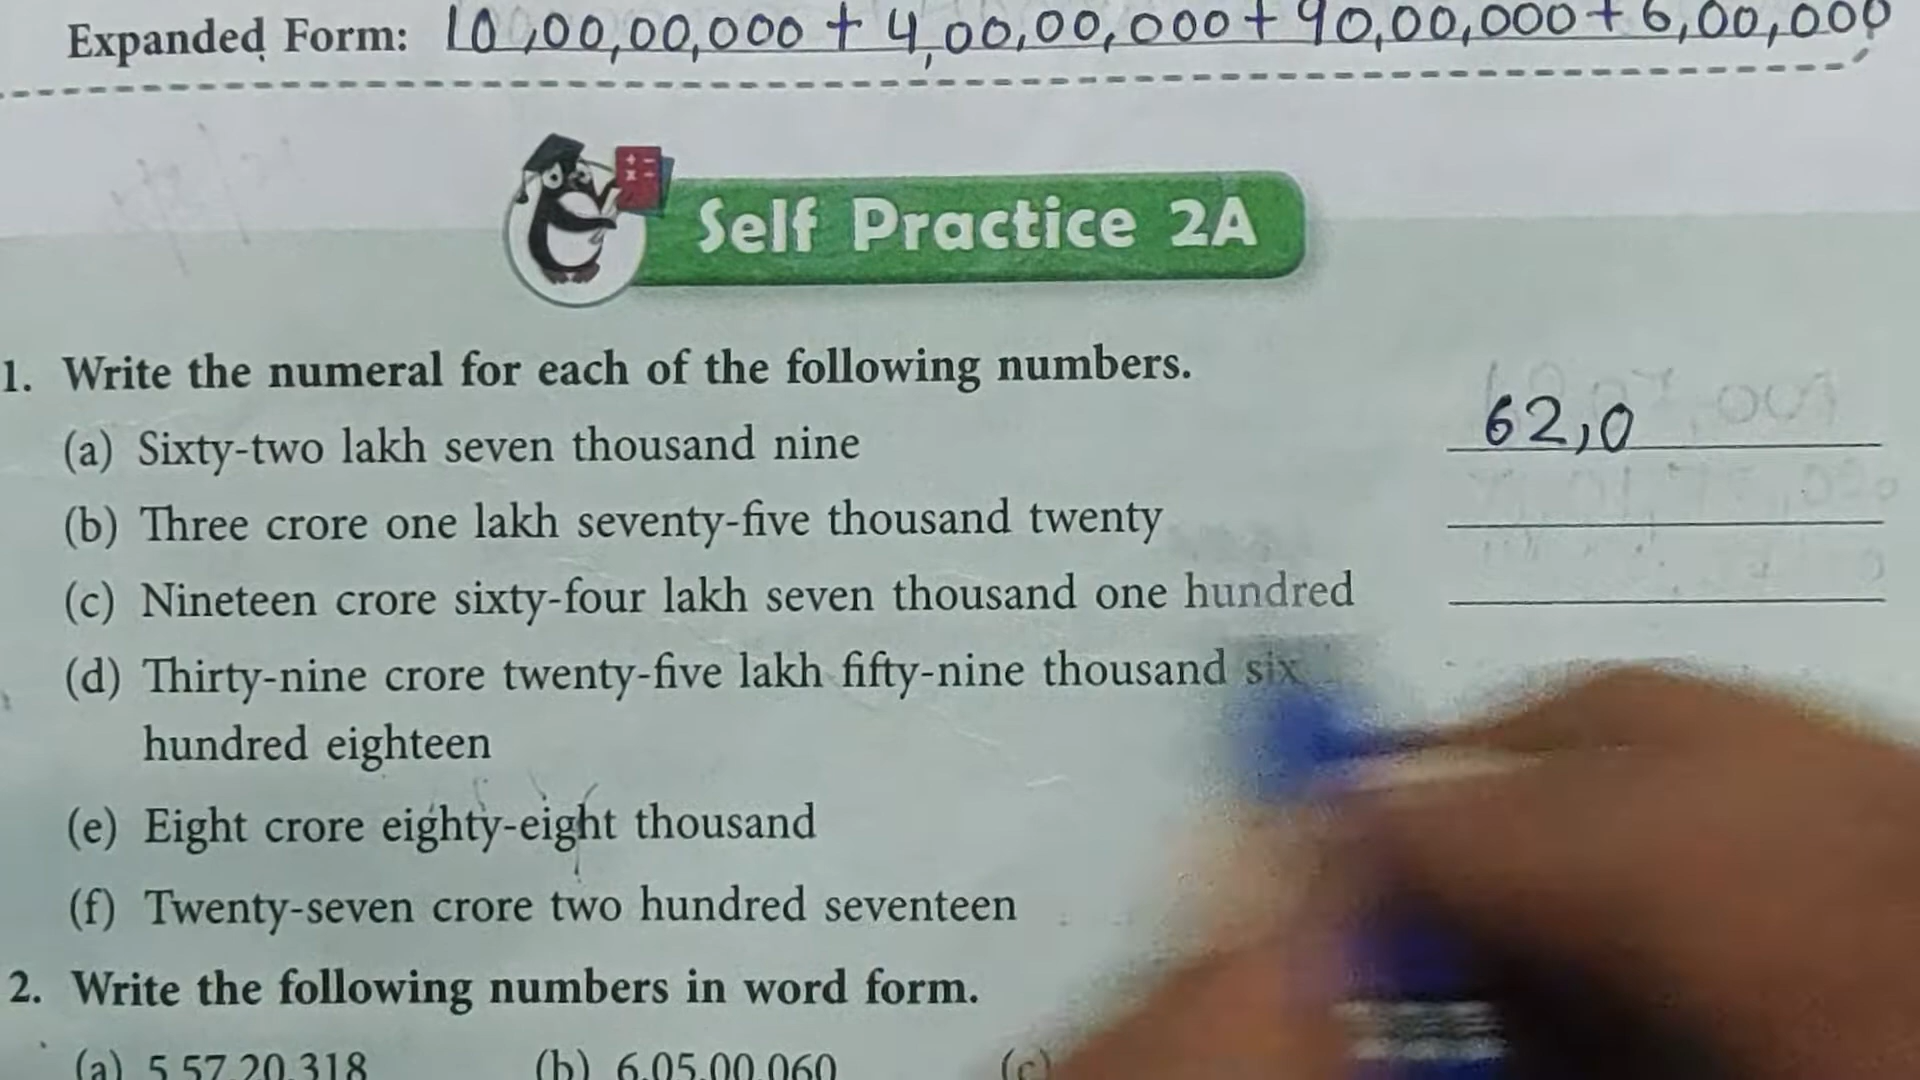 Expanded Form: 10,00,00,000 + 4,00,00,000 + 90,00,000 + 6,00,000
Self Practice 2A
1. Write the numeral for each of the following numbers.
(a) Sixty-two lakh seven thousand nine 62,0
(b) Three crore one lakh seventy-five thousand twenty
(c) Nineteen crore sixty-four lakh seven thousand one hundred
(d) Thirty-nine crore twenty-five lakh fifty-nine thousand six
hundred eighteen
(e) Eight crore eighty-eight thousand
(f) Twenty-seven crore two hundred seventeen
2. Write the following numbers in word form.
(a) 5,57,20,318 (b) 6,05,00,060 (c)